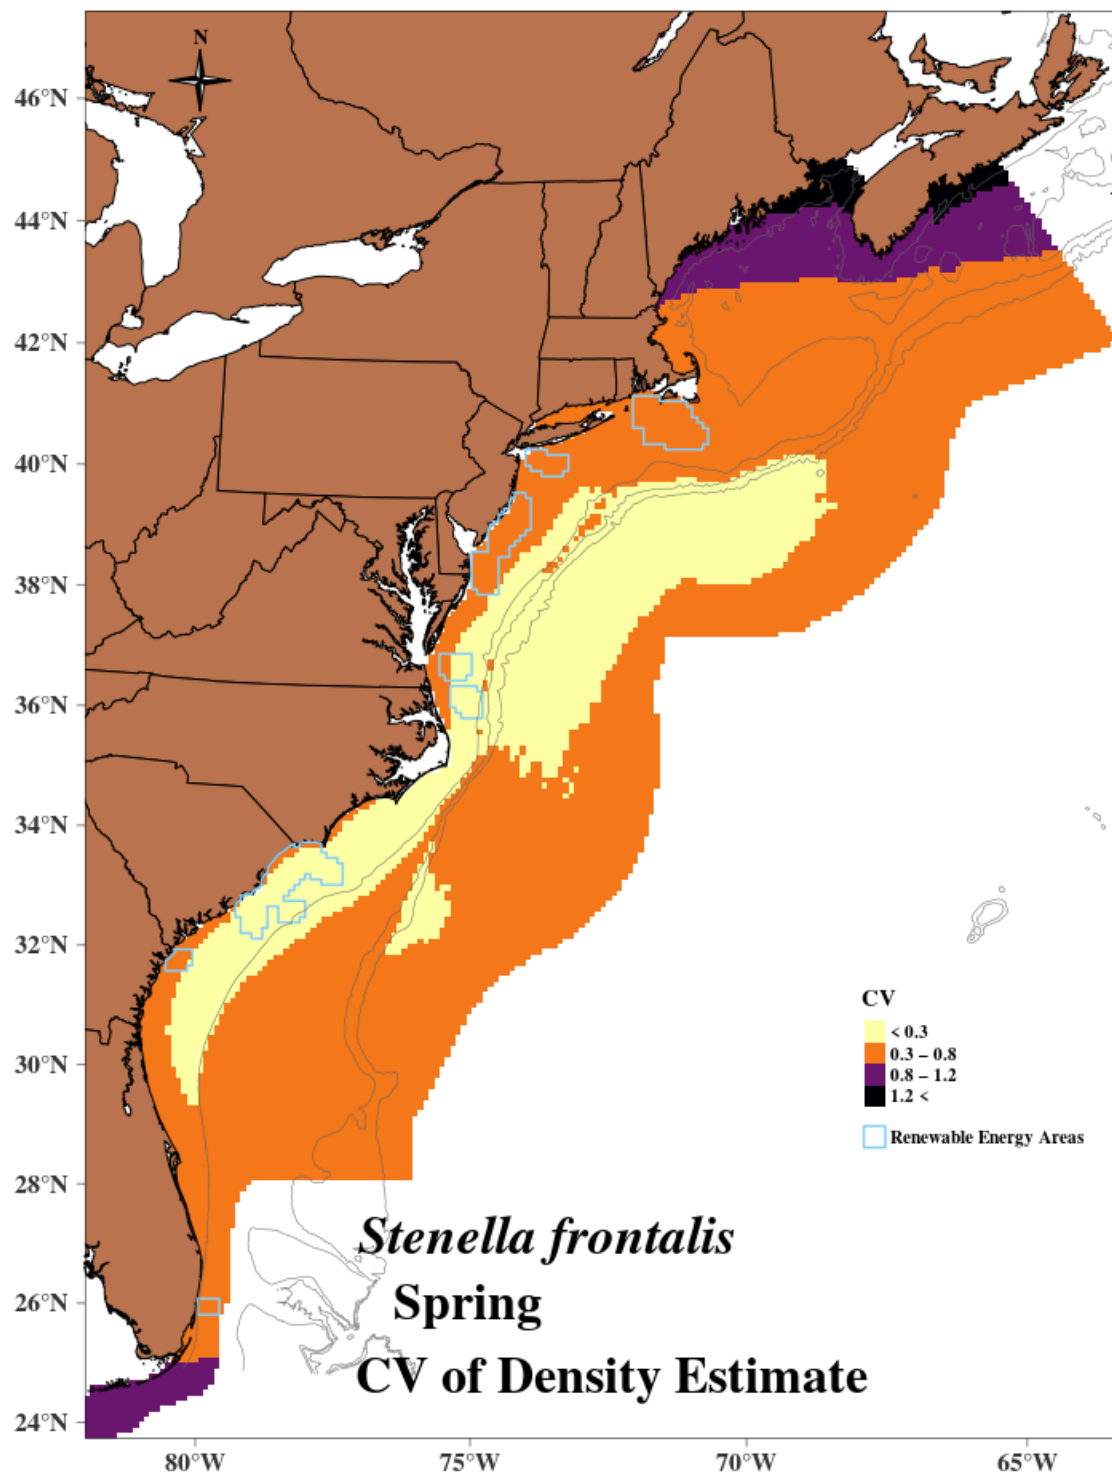 N
46°N
44°N
42°N
40°N
38°N
36°N
34°N
32°N
30°N
28°N
26°N
24°N
CV
< 0.3
0.3 – 0.8
0.8 – 1.2
1.2 <
Renewable Energy Areas
Stenella frontalis
Spring
CV of Density Estimate
80°W
75°W
70°W
65°W